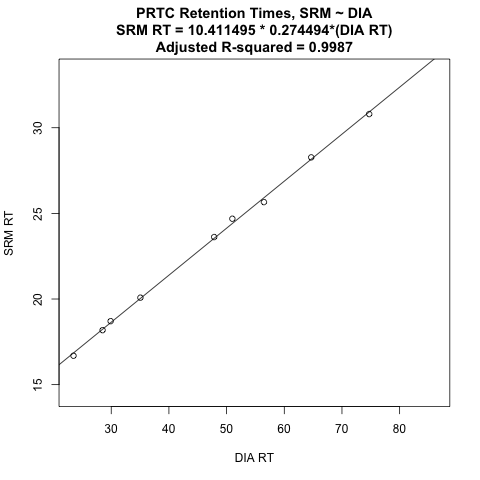 PRTC Retention Times, SRM ~ DIA
SRM RT = 10.411495 * 0.274494*(DIA RT)
Adjusted R-squared = 0.9987
SRM RT
30
25
20
15
30 40 50 60 70 80
DIA RT